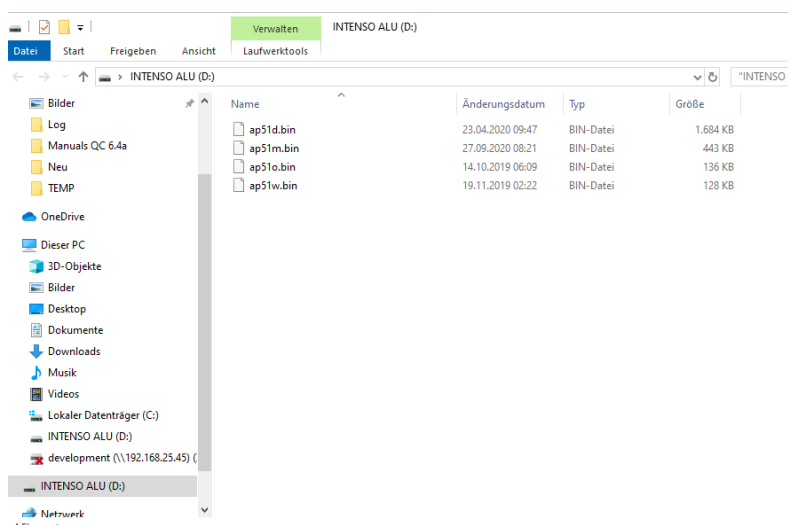 Verwalten INTENSO ALU (D:)
Datei Start Freigeben Ansicht Laufwerktools
INTENSO ALU (D:) "INTENSO
Bilder
Log
Manuals QC 6.4a
Neu
TEMP
OneDrive
Dieser PC
3D-Objekte
Bilder
Desktop
Dokumente
Downloads
Musik
Videos
Lokaler Datenträger (C:)
INTENSO ALU (D:)
development (\\192.168.25.45) (
INTENSO ALU (D:)
Netzwerk
Name Änderungsdatum Typ Größe
ap51d.bin 23.04.2020 09:47 BIN-Datei 1.684 KB
ap51m.bin 27.09.2020 08:21 BIN-Datei 443 KB
ap51o.bin 14.10.2019 06:09 BIN-Datei 136 KB
ap51w.bin 19.11.2019 02:22 BIN-Datei 128 KB